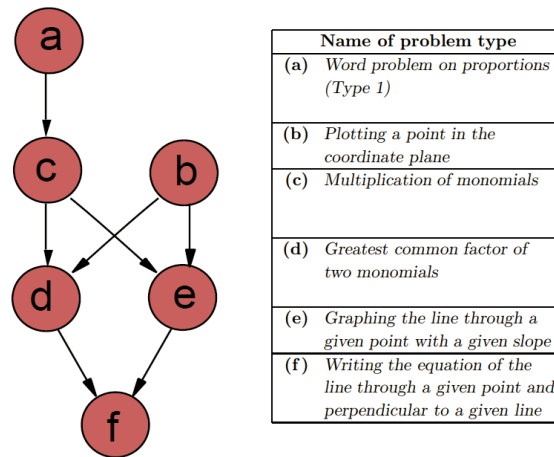 a
c
b
d
e
f
Name of problem type
(a) Word problem on proportions
(Type 1)
(b) Plotting a point in the
coordinate plane
(c) Multiplication of monomials
(d) Greatest common factor of
two monomials
(e) Graphing the line through a
given point with a given slope
(f) Writing the equation of the
line through a given point and
perpendicular to a given line